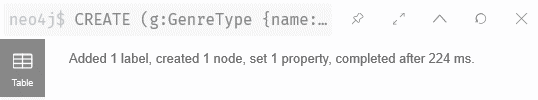 neo4j$ CREATE (g:GenreType {name:…
Added 1 label, created 1 node, set 1 property, completed after 224 ms.
Table